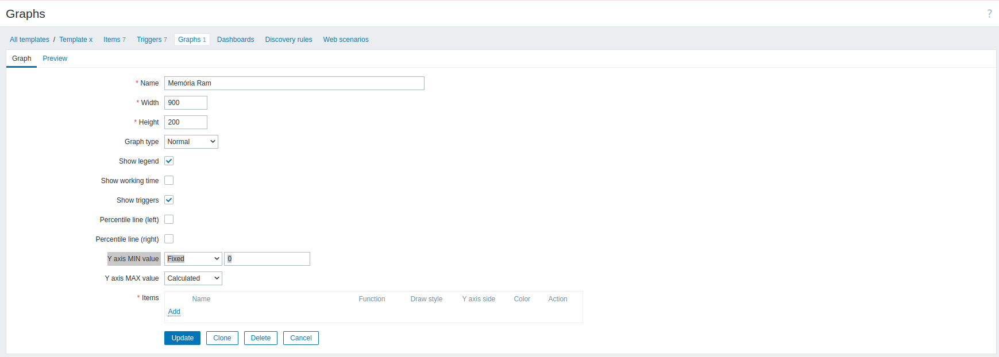 Graphs
?
All templates / Template x Items 7 Triggers 7 Graphs 1 Dashboards Discovery rules Web scenarios
Graph Preview
* Name Memória Ram
* Width 900
* Height 200
Graph type Normal
Show legend
Show working time
Show triggers
Percentile line (left)
Percentile line (right)
Y axis MIN value Fixed 0
Y axis MAX value Calculated
* Items Name Function Draw style Y axis side Color Action
Add
Update Clone Delete Cancel